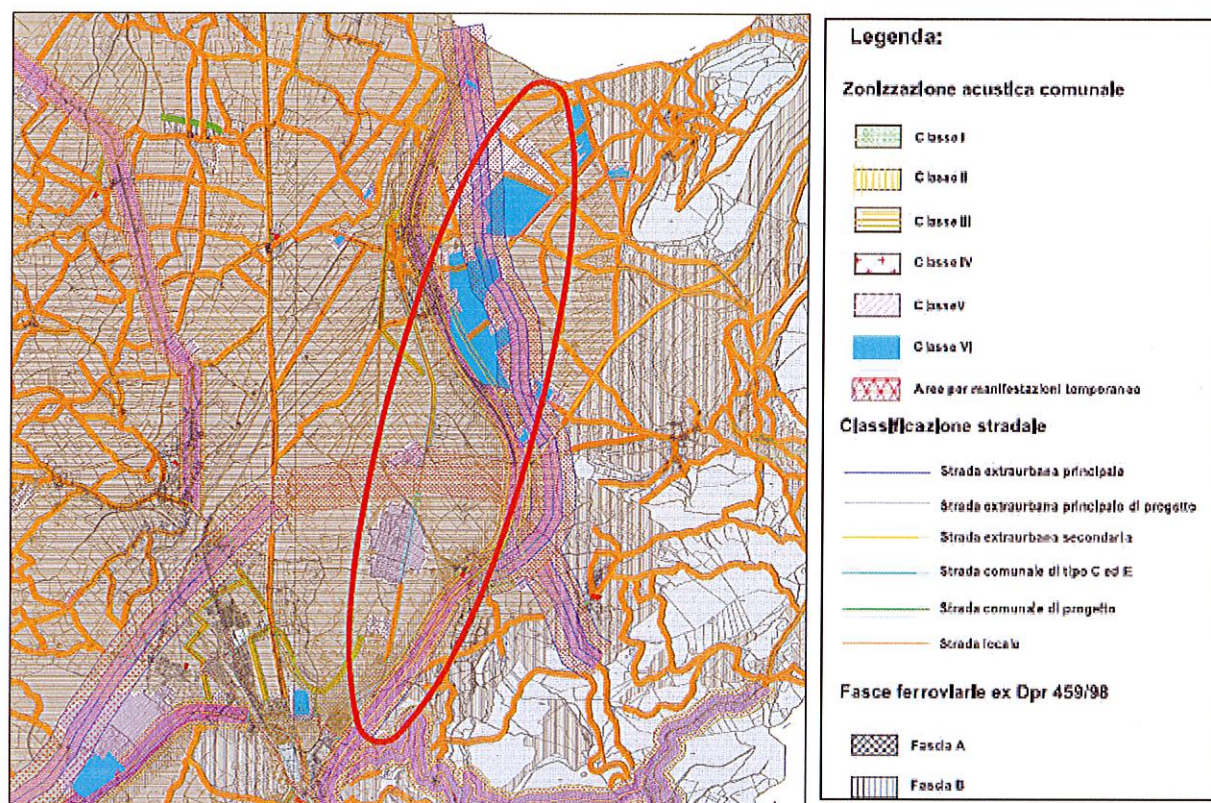 Legenda:
Zonizzazione acustica comunale
Classe I
Classe II
Classe III
Classe IV
Classe V
Classe VI
Aree per manifestazioni temporanee
Classificazione stradale
Strada extraurbana principale
Strada extraurbana principale di progetto
Strada extraurbana secondaria
Strada comunale di tipo C ed E
Strada comunale di progetto
Strada locale
Fasce ferroviarie ex Dpr 459/98
Fascia A
Fascia B